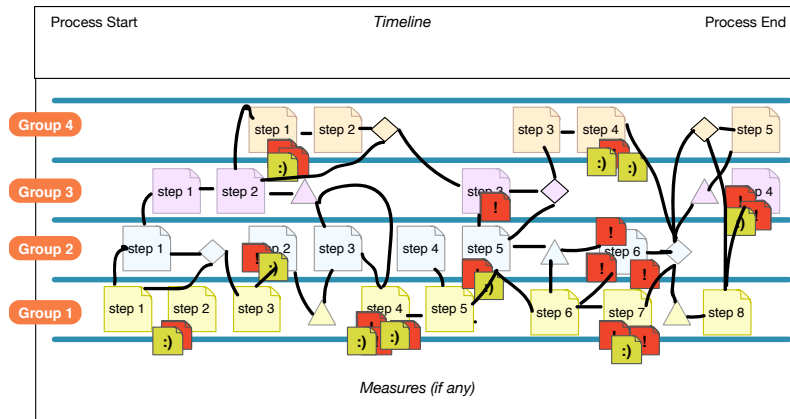 Process Start Timeline Process End
Group 4 step 1 step 2 step 3 step 4 step 5
:) :) :)
Group 3 step 1 step 2 step 3 step 4
! ! :)
Group 2 step 1 step 2 step 3 step 4 step 5 step 6
! :) ! :) ! ! !
Group 1 step 1 step 2 step 3 step 4 step 5 step 6 step 7 step 8
:) ! :) :) ! ! :)
Measures (if any)